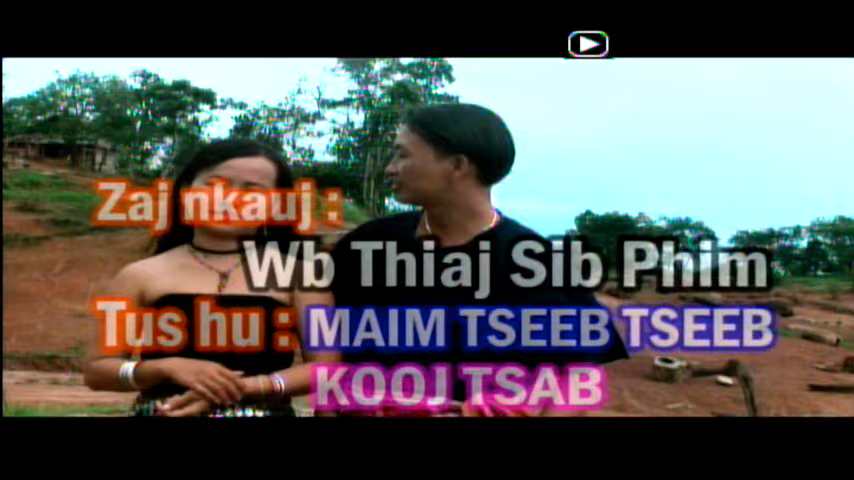 Zaj nkauj :
Wb Thiaj Sib Phim
Tus hu : MAIM TSEEB TSEEB
KOOJ TSAB